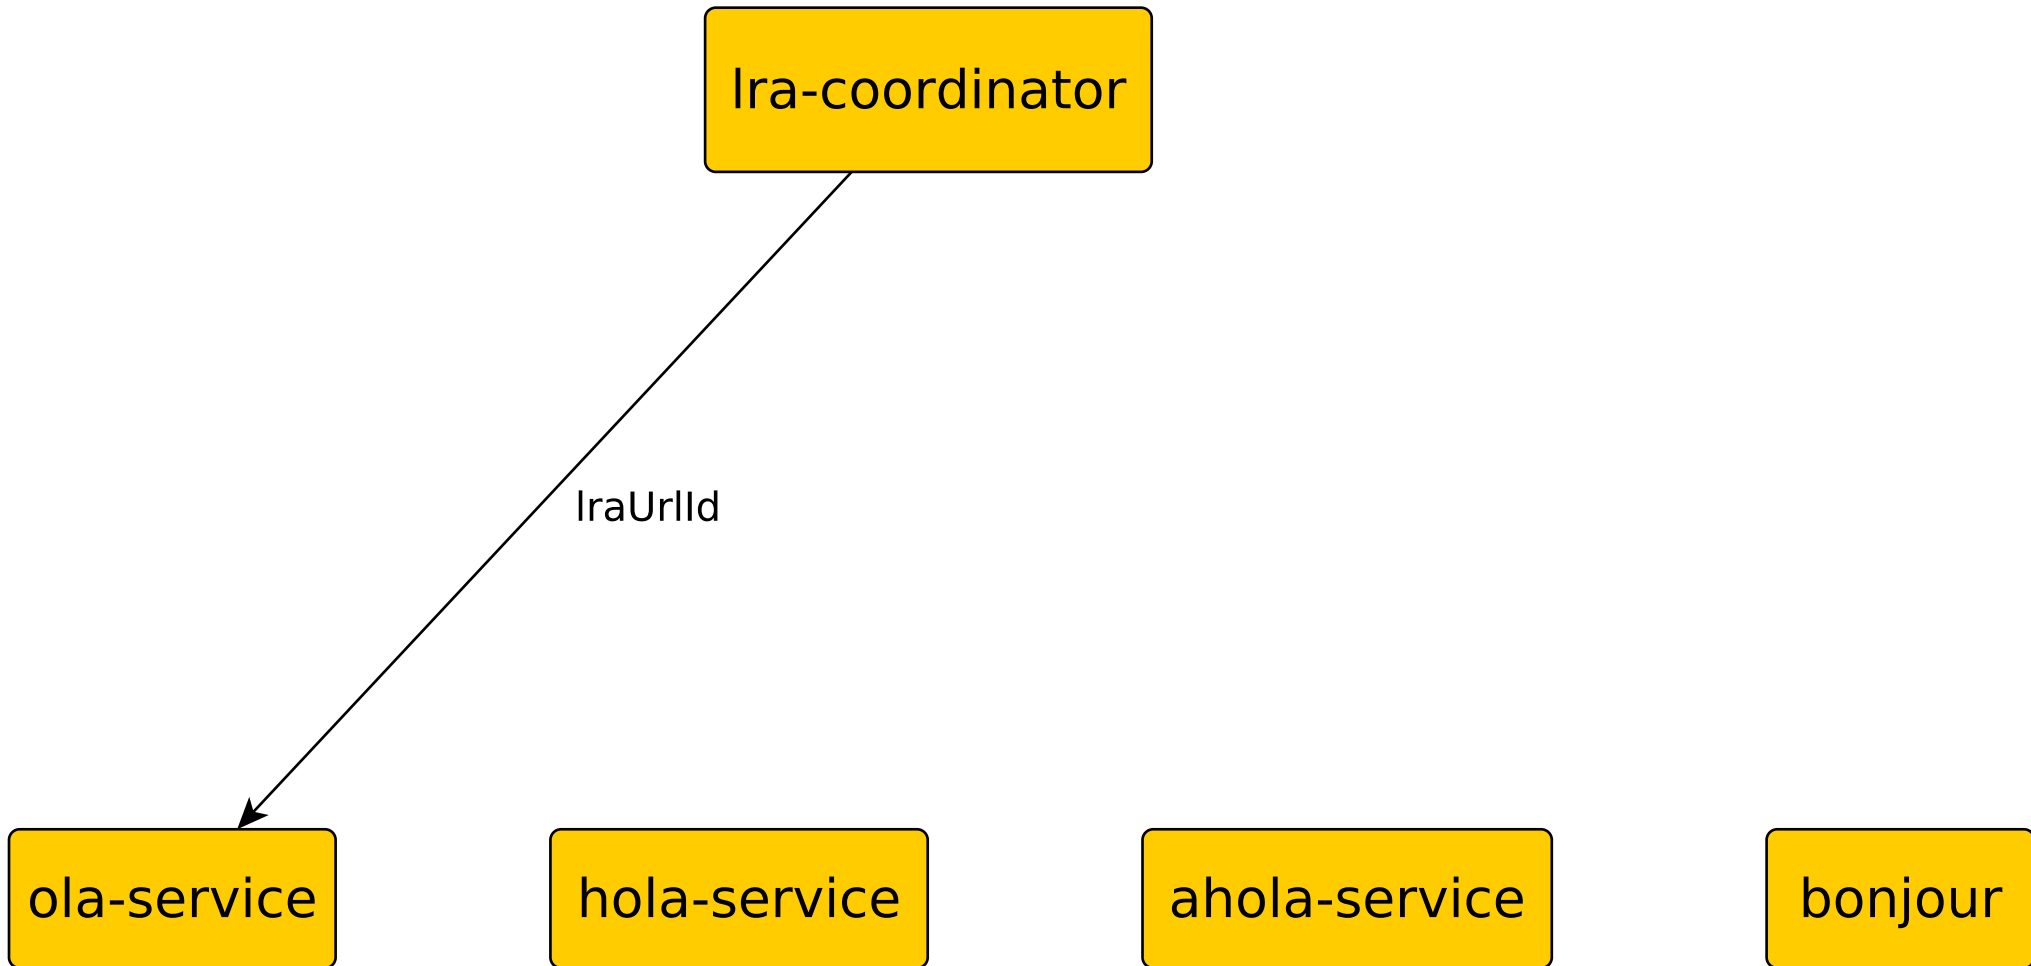 lra-coordinator
lraUrlId
ola-service
hola-service
ahola-service
bonjour